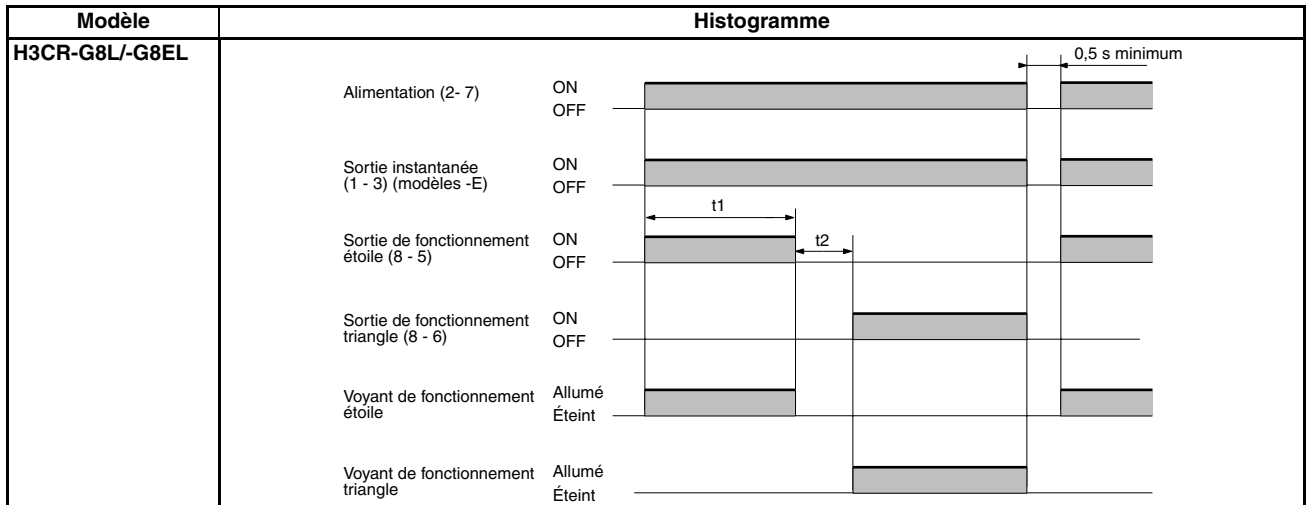 Modèle
Histogramme
H3CR-G8L/-G8EL
0,5 s minimum
Alimentation (2- 7)
ON
OFF
Sortie instantanée
(1 - 3) (modèles -E)
ON
OFF
t1
Sortie de fonctionnement
étoile (8 - 5)
ON
OFF
t2
Sortie de fonctionnement
triangle (8 - 6)
ON
OFF
Voyant de fonctionnement
étoile
Allumé
Éteint
Voyant de fonctionnement
triangle
Allumé
Éteint